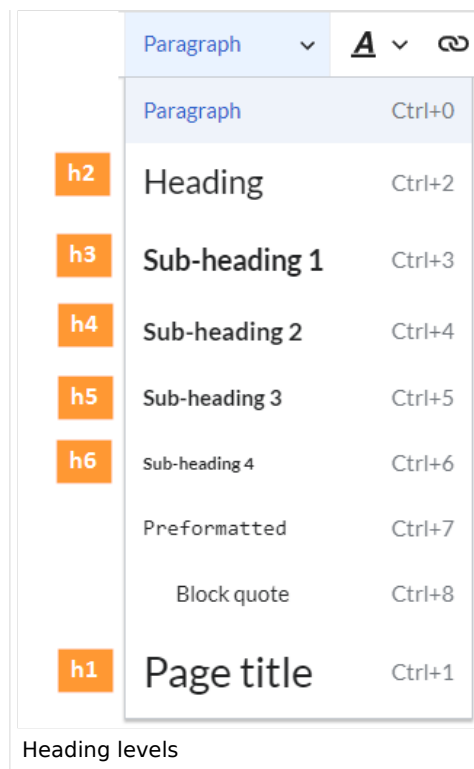 Paragraph A
Paragraph Ctrl+0
h2 Heading Ctrl+2
h3 Sub-heading 1 Ctrl+3
h4 Sub-heading 2 Ctrl+4
h5 Sub-heading 3 Ctrl+5
h6 Sub-heading 4 Ctrl+6
Preformatted Ctrl+7
Block quote Ctrl+8
h1 Page title Ctrl+1
Heading levels